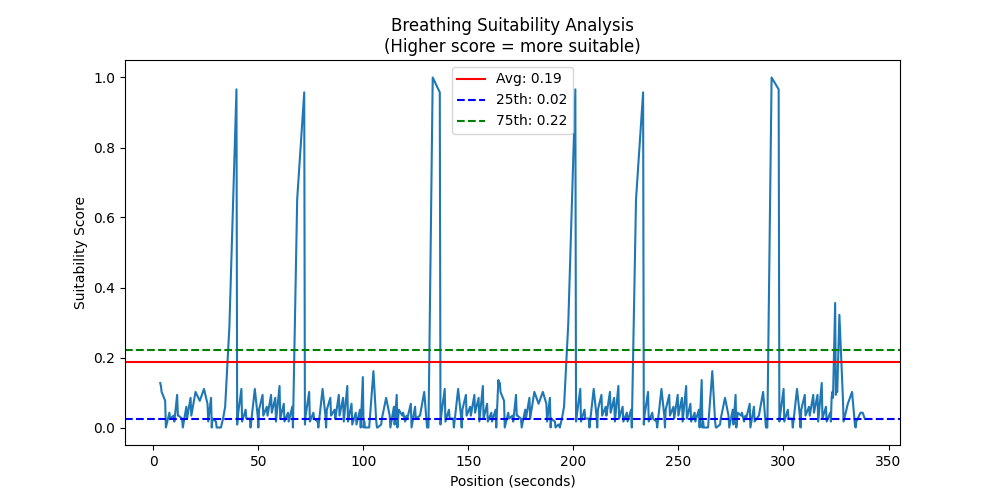 Breathing Suitability Analysis
(Higher score = more suitable)
Avg: 0.19
25th: 0.02
75th: 0.22
Suitability Score
1.0
0.8
0.6
0.4
0.2
0.0
0 50 100 150 200 250 300 350
Position (seconds)